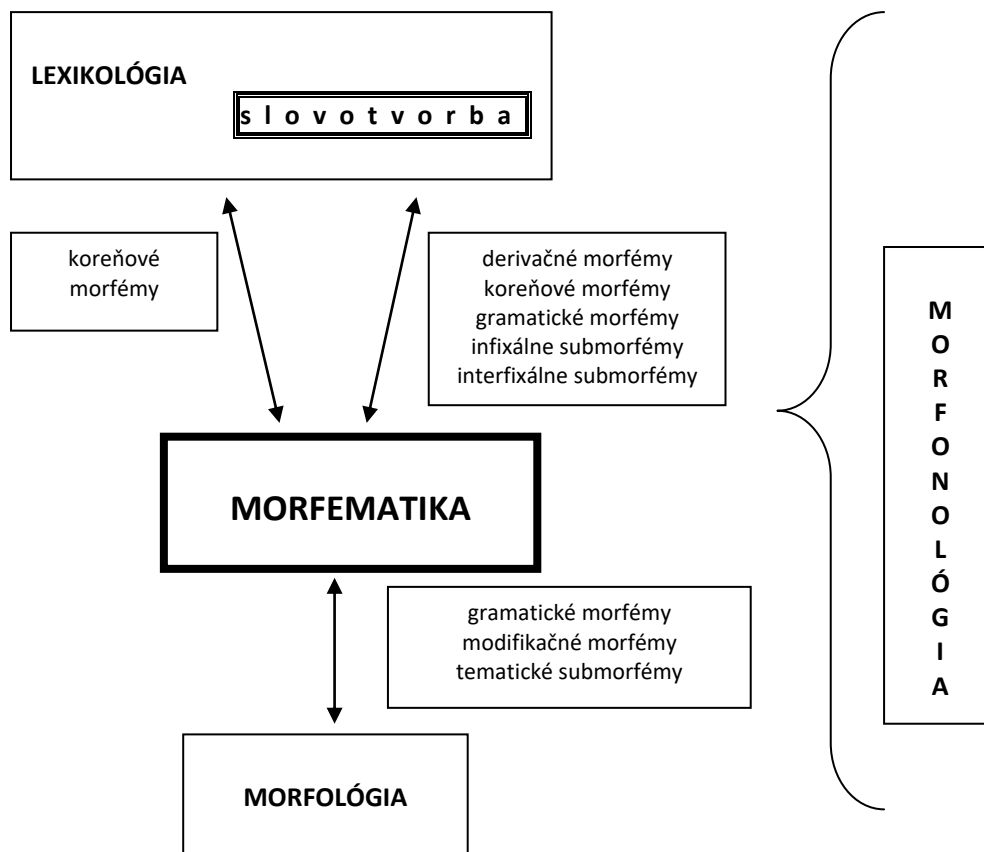 LEXIKOLÓGIA
s l o v o t v o r b a
koreňové
morfémy
derivačné morfémy
koreňové morfémy
gramatické morfémy
infixálne submorfémy
interfixálne submorfémy
MORFEMATIKA
gramatické morfémy
modifikačné morfémy
tematické submorfémy
MORFOLÓGIA
M
O
R
F
O
N
O
L
Ó
G
I
A